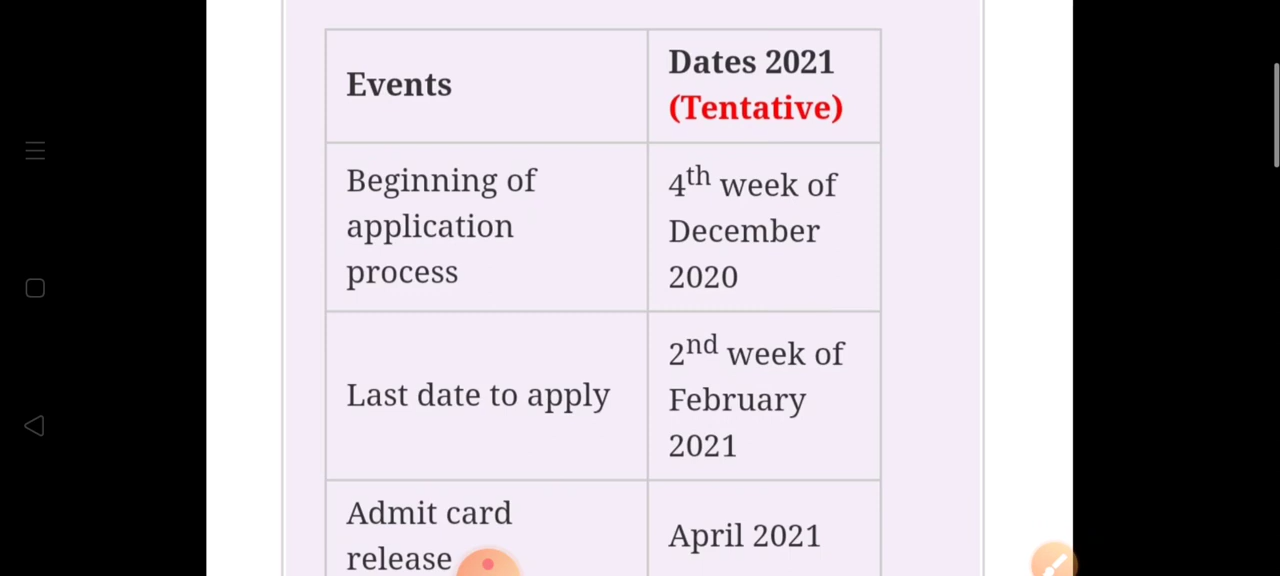 Events
Dates 2021
(Tentative)
Beginning of
application
process
4th week of
December
2020
Last date to apply
2nd week of
February
2021
Admit card
release
April 2021